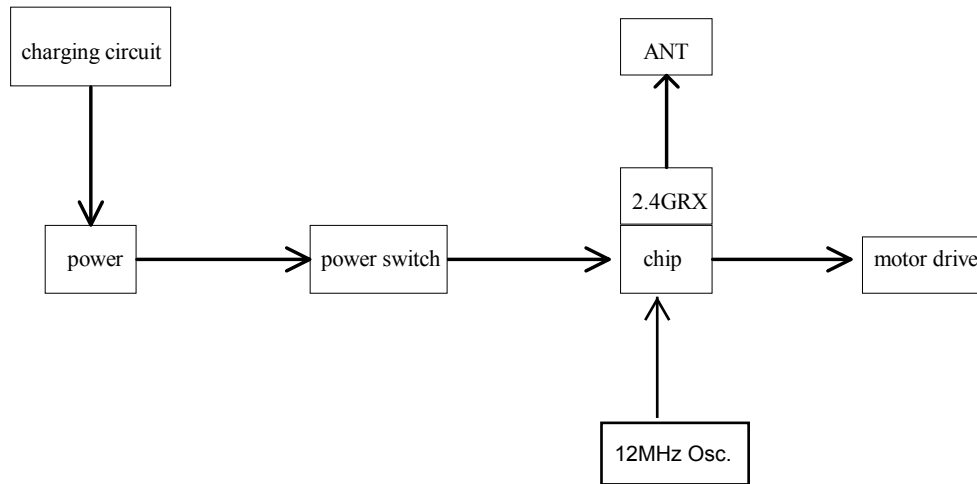 charging circuit
ANT
2.4GRX
power
power switch
chip
motor drive
12MHz Osc.